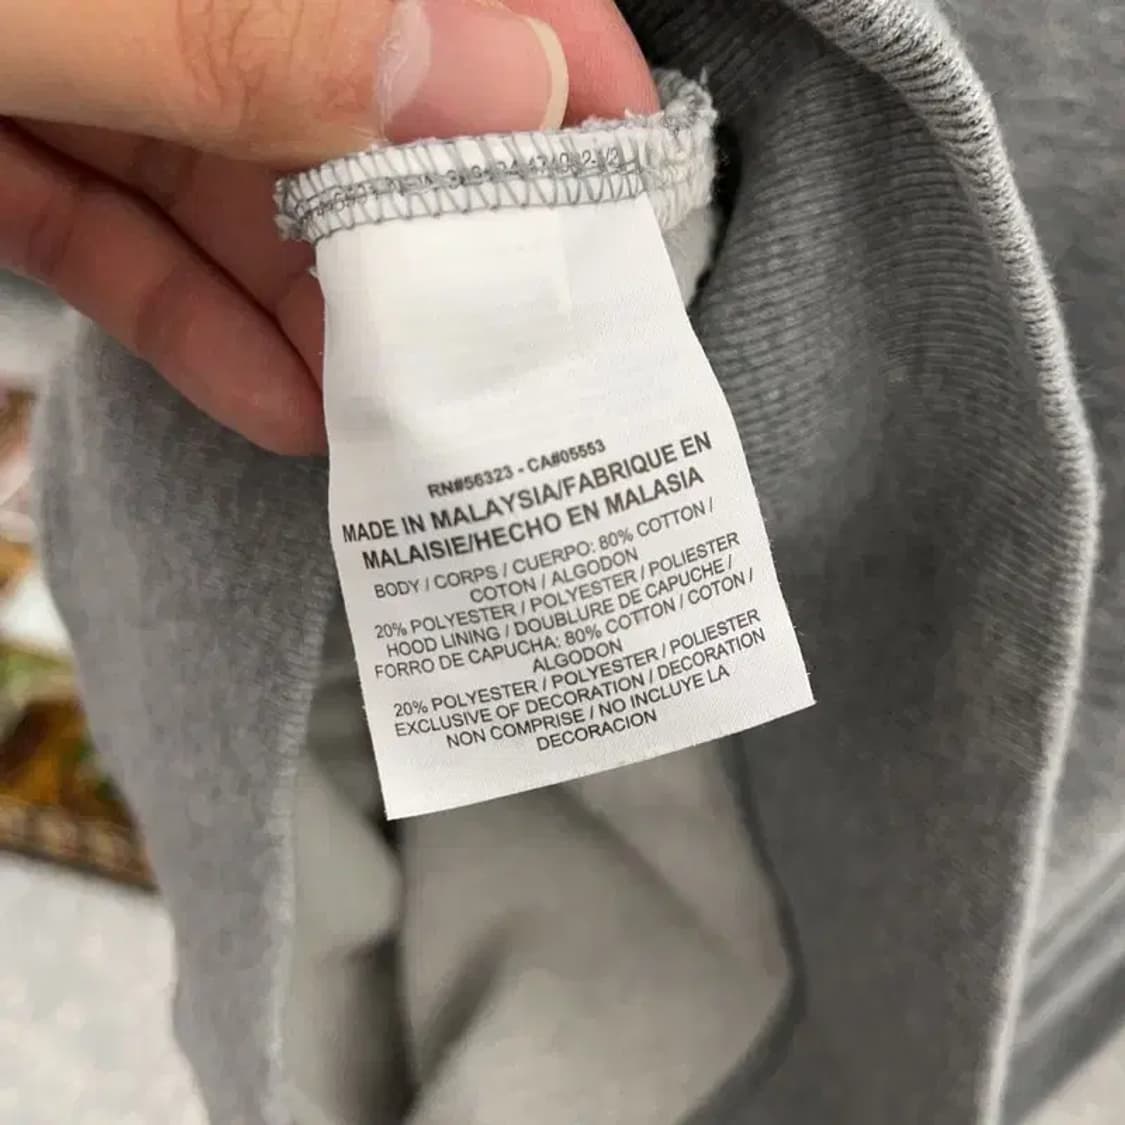 RN#56323 - CA#05553
MADE IN MALAYSIA/FABRIQUE EN
MALAISIE/HECHO EN MALASIA
BODY / CORPS / CUERPO: 80% COTTON /
COTON / ALGODON
20% POLYESTER / POLYESTER / POLIESTER
HOOD LINING / DOUBLURE DE CAPUCHE /
FORRO DE CAPUCHA: 80% COTTON / COTON /
ALGODON
20% POLYESTER / POLYESTER / POLIESTER
EXCLUSIVE OF DECORATION / DECORATION
NON COMPRISE / NO INCLUYE LA
DECORACION